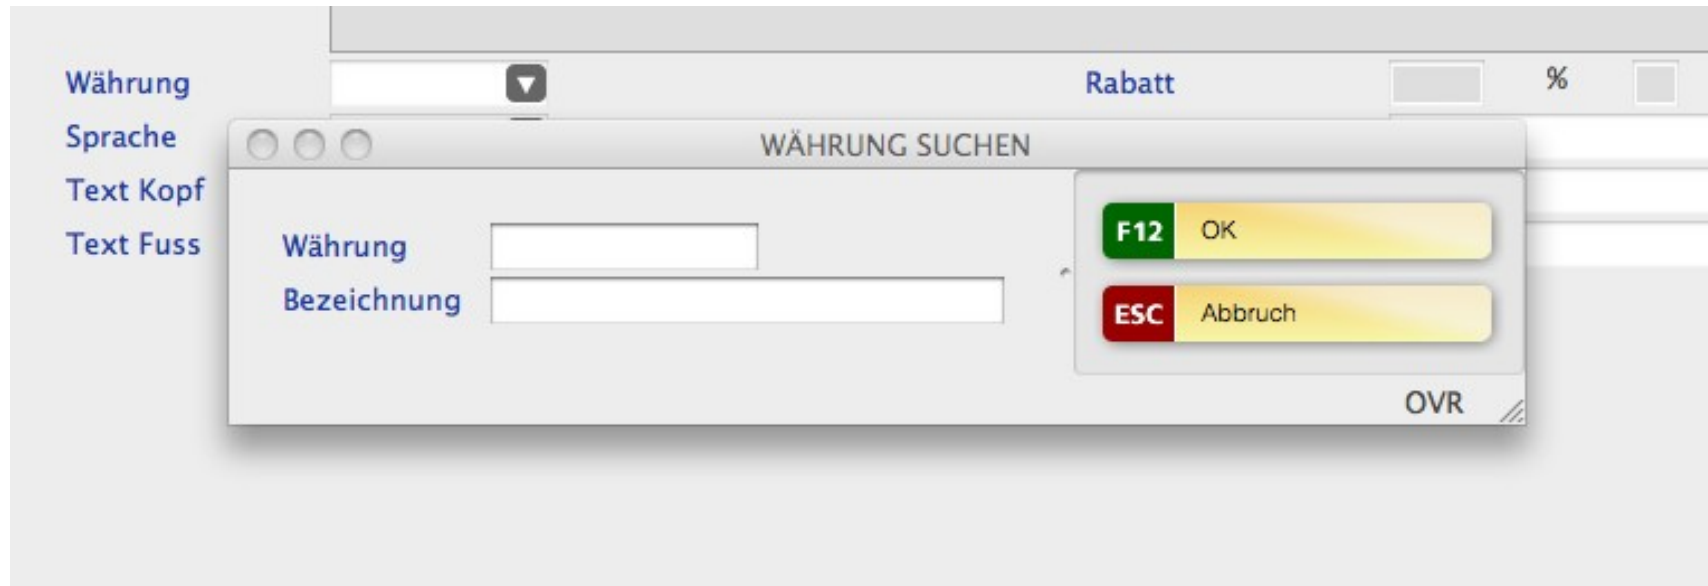 Währung
Rabatt
%
Sprache
WÄHRUNG SUCHEN
Text Kopf
Text Fuss
Währung
Bezeichnung
F12 OK
ESC Abbruch
OVR